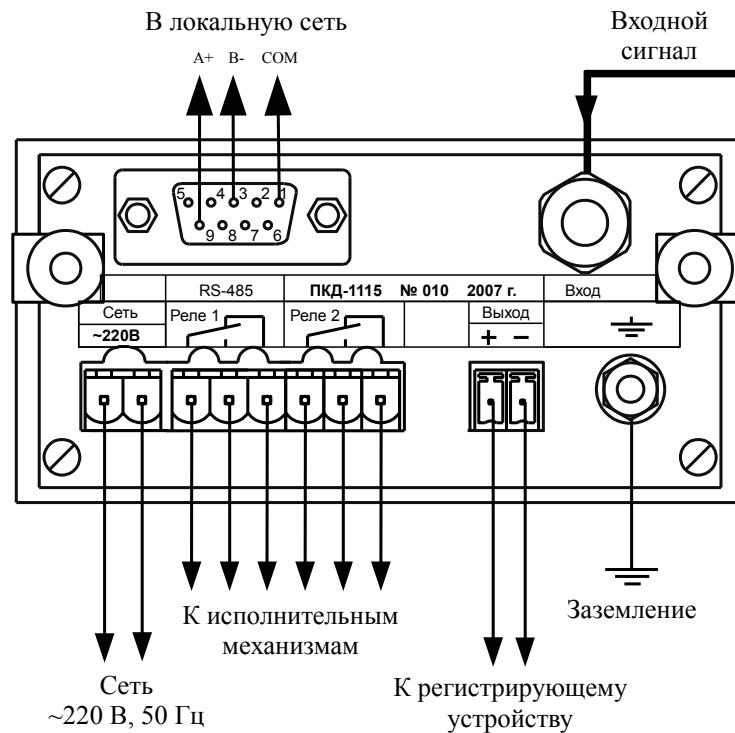 В локальную сеть
Входной
сигнал
A+ B- COM
5 4 3 2 1
9 8 7 6
RS-485 ПКД-1115 № 010 2007 г. Вход
Сеть Реле 1 Реле 2 Выход
~220В + −
К исполнительным
механизмам
Заземление
Сеть
~220 В, 50 Гц
К регистрирующему
устройству